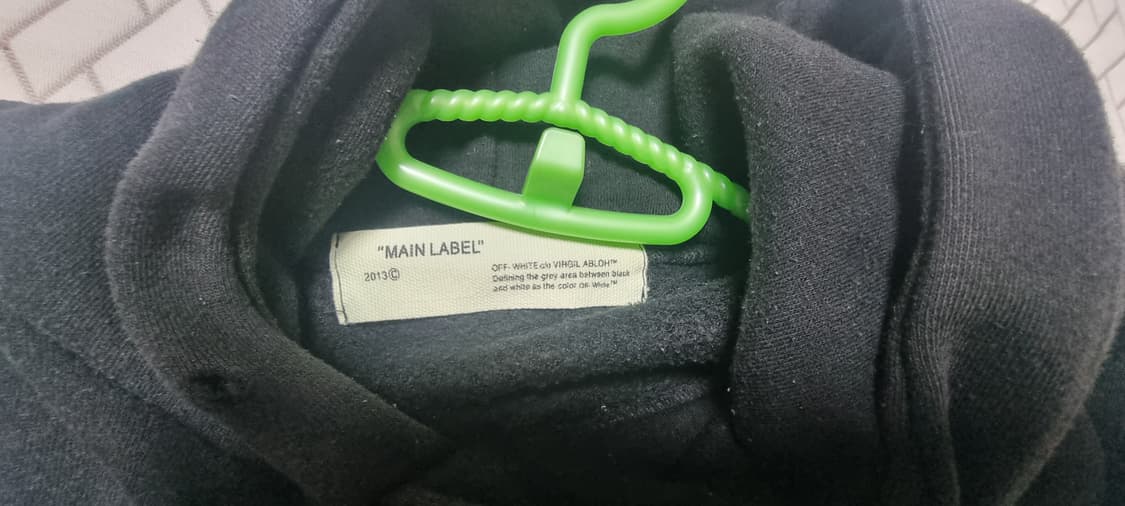 "MAIN LABEL"
2013©
OFF-WHITE c/o VIRGIL ABLOH™
Defining the grey area between black
and white as the color Off-White™